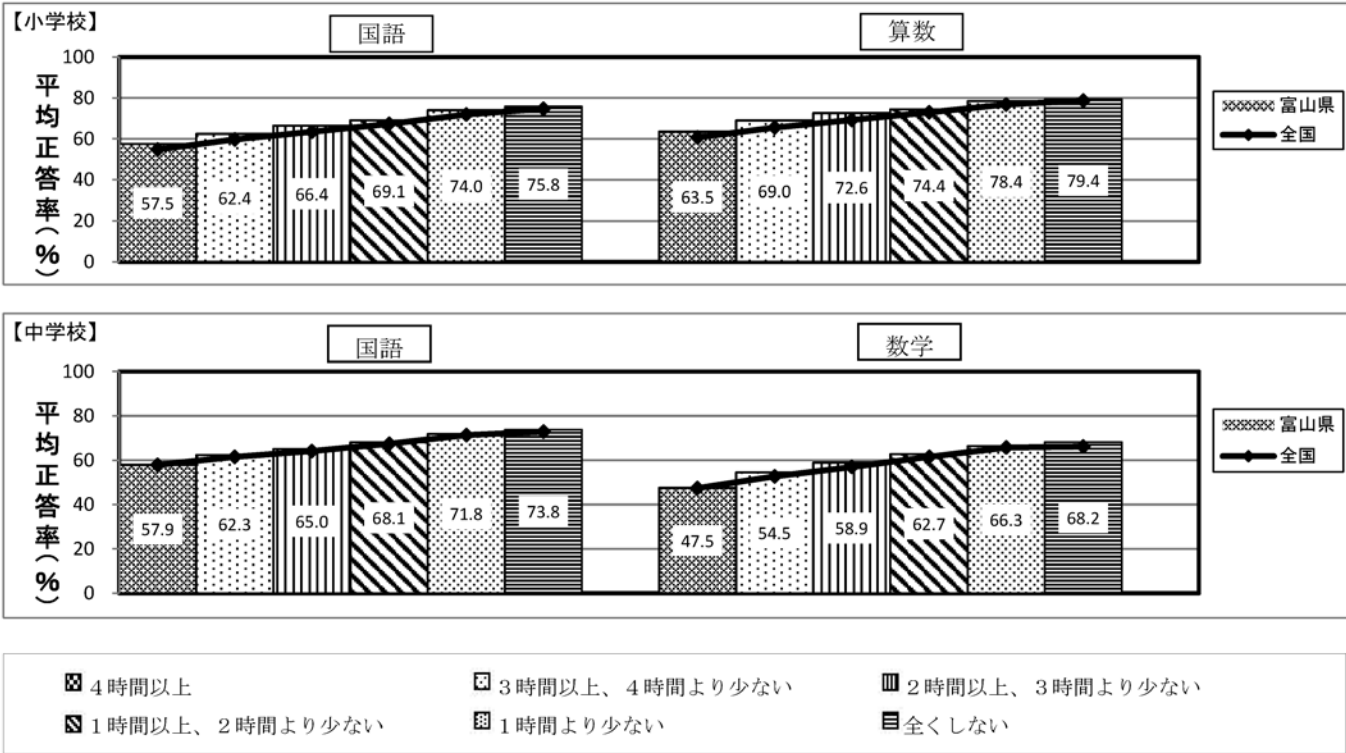 【小学校】
国語
算数
平均正答率(%)
100
80
60
40
20
0
57.5
62.4
66.4
69.1
74.0
75.8
63.5
69.0
72.6
74.4
78.4
79.4
富山県
全国
【中学校】
国語
数学
平均正答率(%)
100
80
60
40
20
0
57.9
62.3
65.0
68.1
71.8
73.8
47.5
54.5
58.9
62.7
66.3
68.2
富山県
全国
4時間以上
3時間以上、4時間より少ない
2時間以上、3時間より少ない
1時間以上、2時間より少ない
1時間より少ない
全くしない